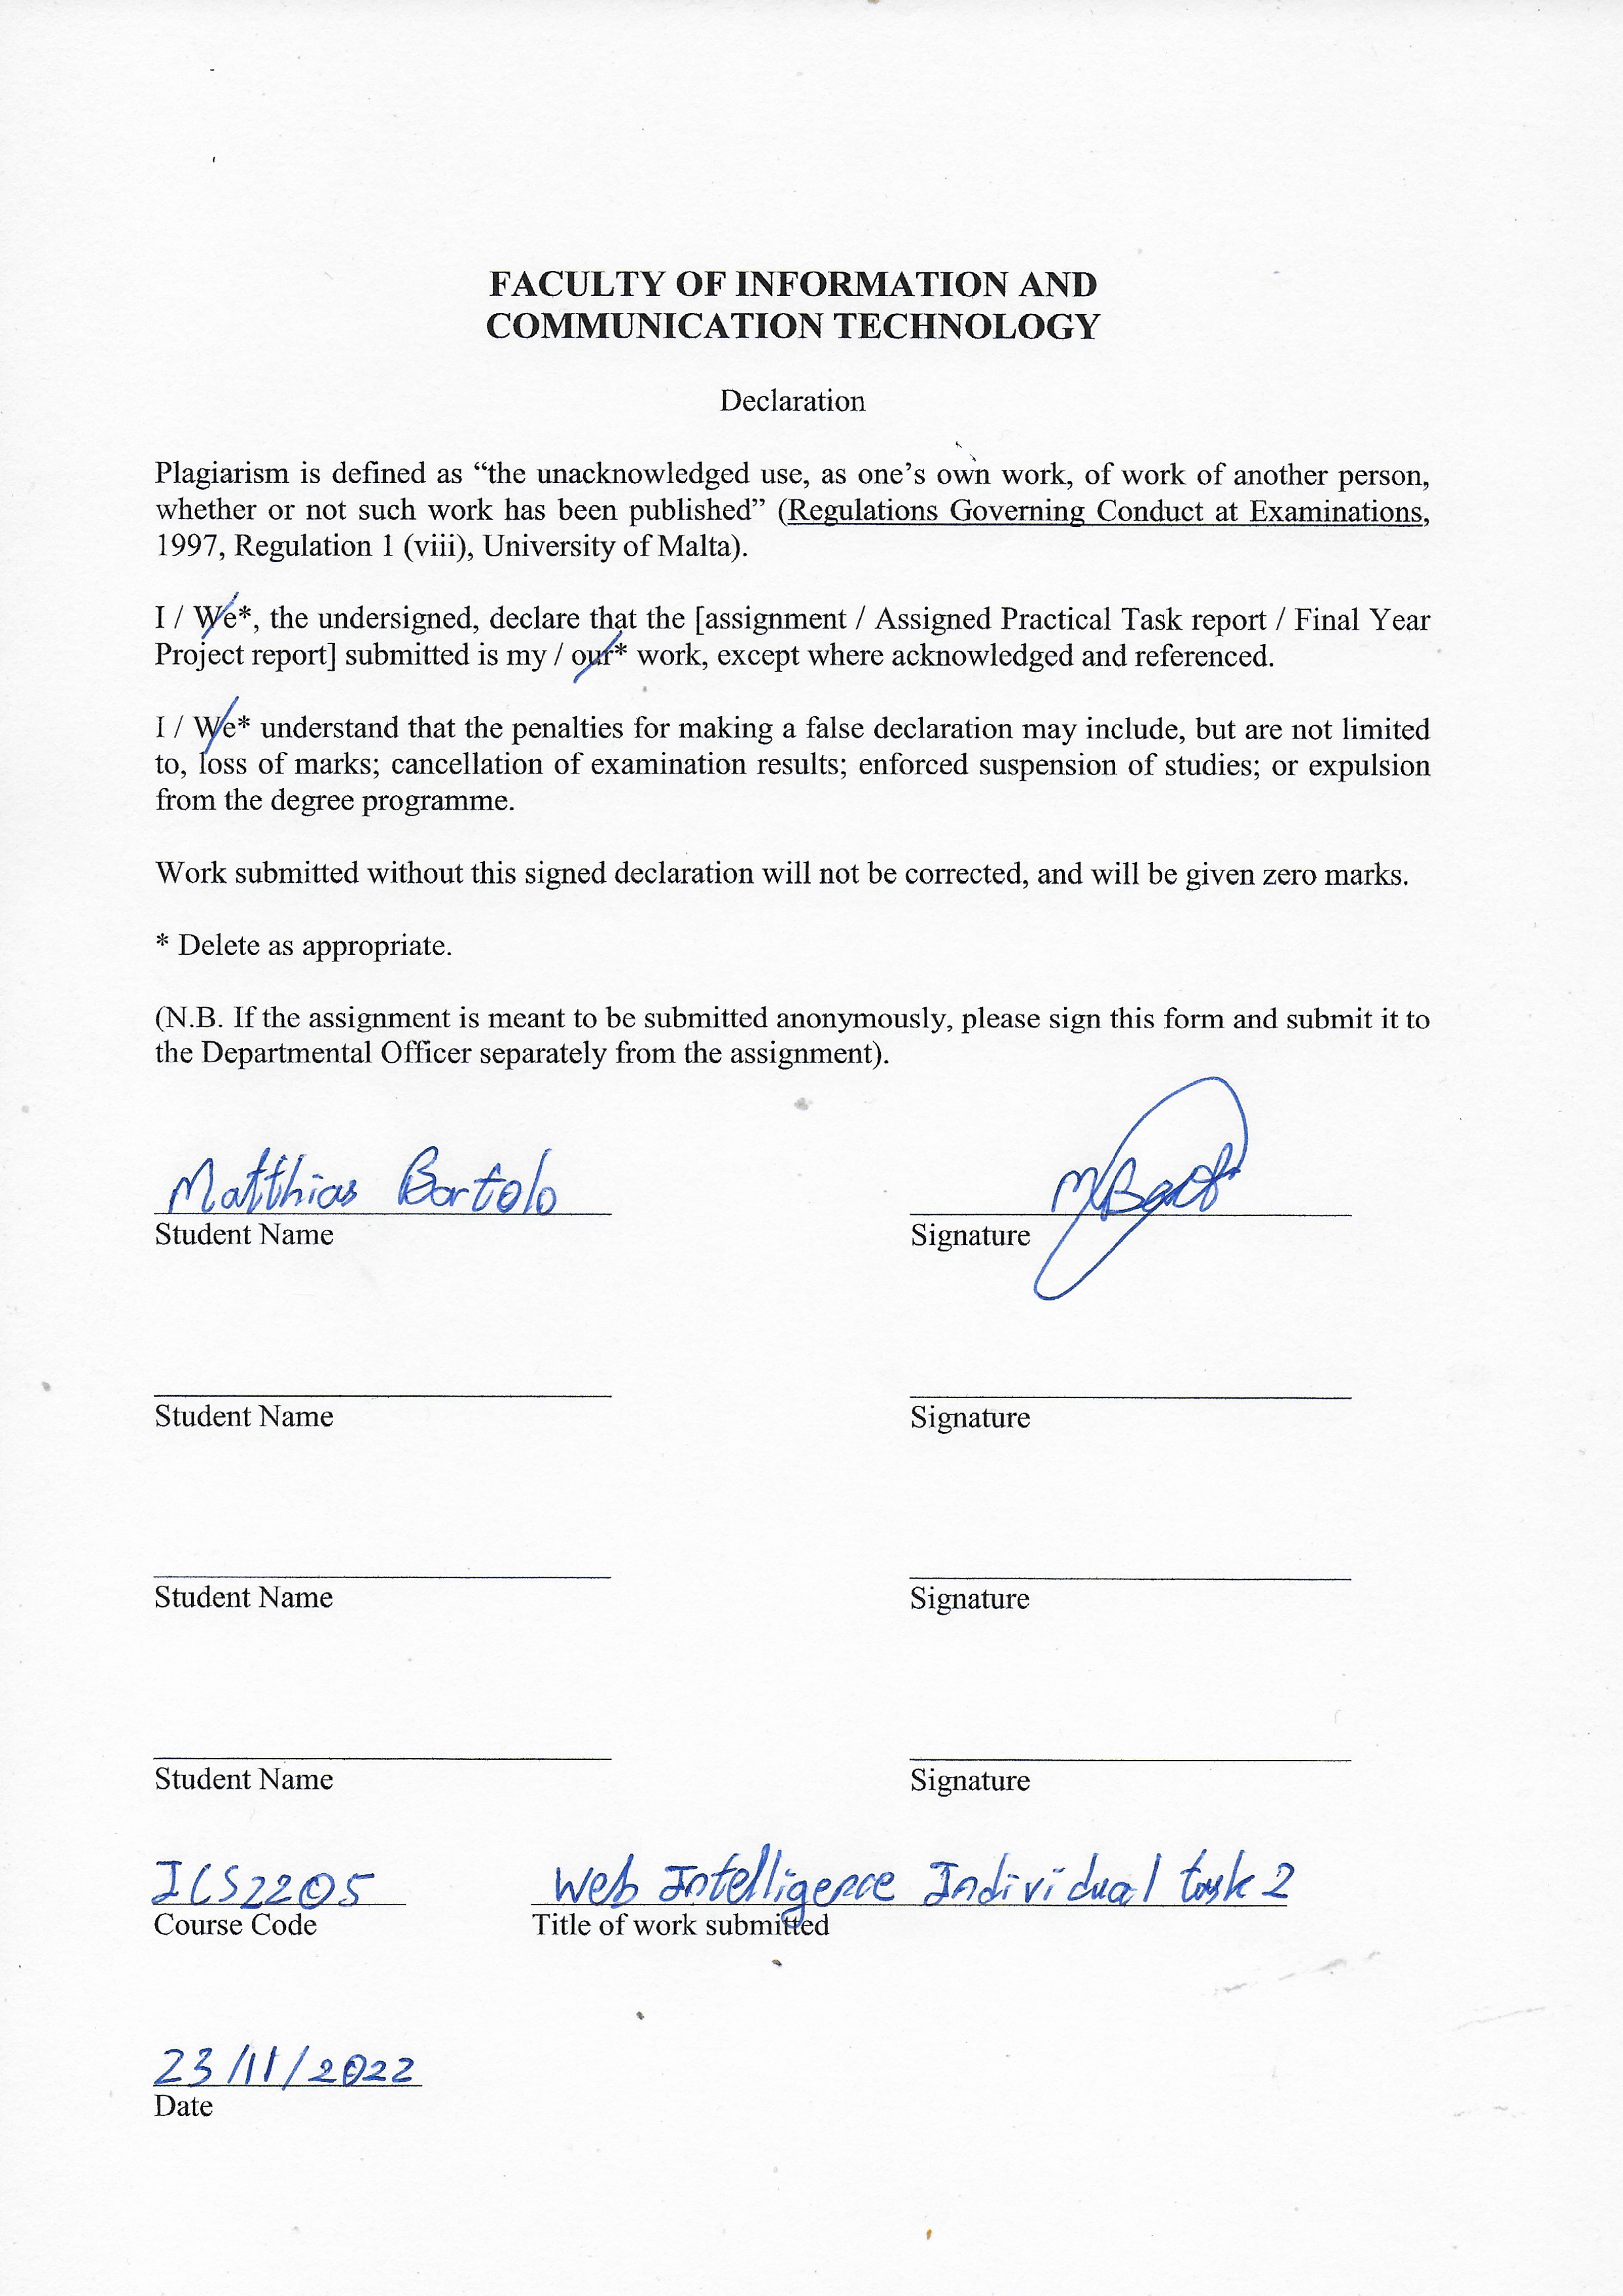 FACULTY OF INFORMATION AND
COMMUNICATION TECHNOLOGY
Declaration
Plagiarism is defined as “the unacknowledged use, as one’s own work, of work of another person,
whether or not such work has been published” (Regulations Governing Conduct at Examinations,
1997, Regulation 1 (viii), University of Malta).
I / We*, the undersigned, declare that the [assignment / Assigned Practical Task report / Final Year
Project report] submitted is my / our* work, except where acknowledged and referenced.
I / We* understand that the penalties for making a false declaration may include, but are not limited
to, loss of marks; cancellation of examination results; enforced suspension of studies; or expulsion
from the degree programme.
Work submitted without this signed declaration will not be corrected, and will be given zero marks.
* Delete as appropriate.
(N.B. If the assignment is meant to be submitted anonymously, please sign this form and submit it to
the Departmental Officer separately from the assignment).
Matthias Bartolo
Student Name Signature
Student Name Signature
Student Name Signature
Student Name Signature
ICS2205 Web Intelligence Individual task 2
Course Code Title of work submitted
23/11/2022
Date